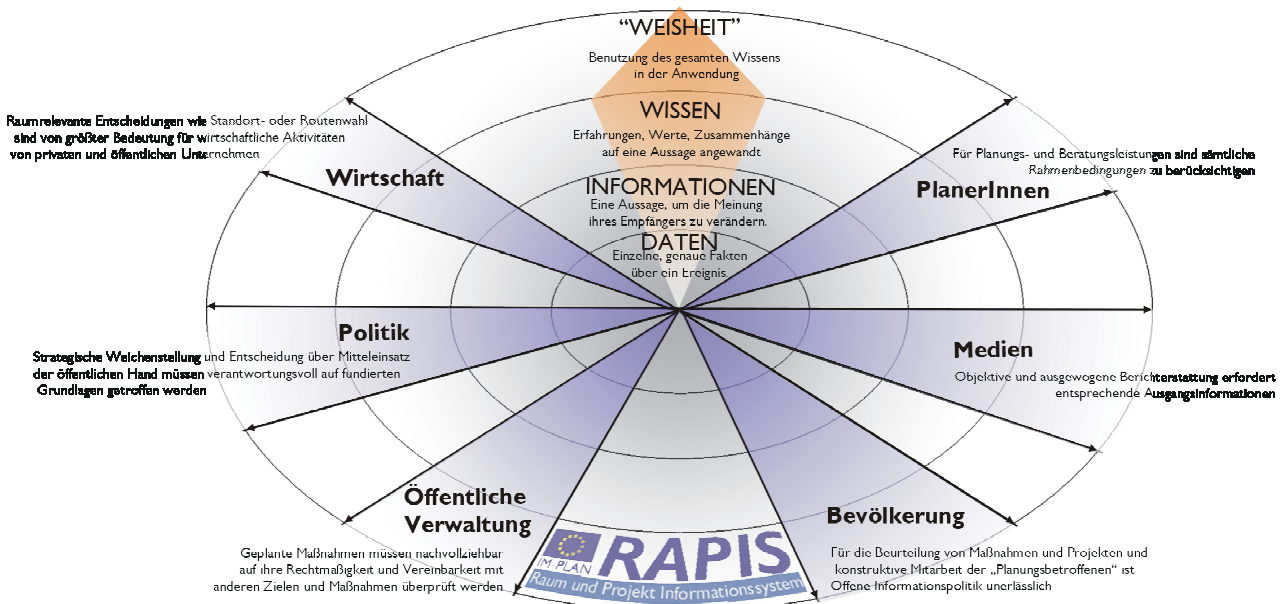 “WEISHEIT”
Benutzung des gesamten Wissens
in der Anwendung
WISSEN
Erfahrungen, Werte, Zusammenhänge
auf eine Aussage angewandt
INFORMATIONEN
Eine Aussage, um die Meinung
ihres Empfängers zu verändern.
DATEN
Einzelne, genaue Fakten
über ein Ereignis.
Raumrelevante Entscheidungen wie Standort- oder Routenwahl
sind von größter Bedeutung für wirtschaftliche Aktivitäten
von privaten und öffentlichen Unternehmen
Wirtschaft
Für Planungs- und Beratungsleistungen sind sämtliche
Rahmenbedingungen zu berücksichtigen
PlanerInnen
Politik
Strategische Weichenstellung und Entscheidung über Mitteleinsatz
der öffentlichen Hand müssen verantwortungsvoll auf fundierten
Grundlagen getroffen werden
Medien
Objektive und ausgewogene Berichterstattung erfordert
entsprechende Ausgangsinformationen
Öffentliche
Verwaltung
Geplante Maßnahmen müssen nachvollziehbar
auf ihre Rechtmäßigkeit und Vereinbarkeit mit
anderen Zielen und Maßnahmen überprüft werden
Bevölkerung
Für die Beurteilung von Maßnahmen und Projekten und
konstruktive Mitarbeit der „Planungsbetroffenen“ ist
Offene Informationspolitik unerlässlich
IM-PLAN
RAPIS
Raum und Projekt Informationssystem